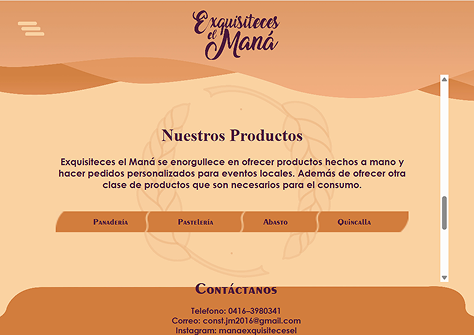 Exquisiteces
el Maná
Nuestros Productos
Exquisiteces el Maná se enorgullece en ofrecer productos hechos a mano y
hacer pedidos personalizados para eventos locales. Además de ofrecer otra
clase de productos que son necesarios para el consumo.
Panadería Pastelería Abasto Quincalla
Contáctanos
Telefono: 0416-3980341
Correo: const.jm2016@gmail.com
Instagram: manaexquisitecesel